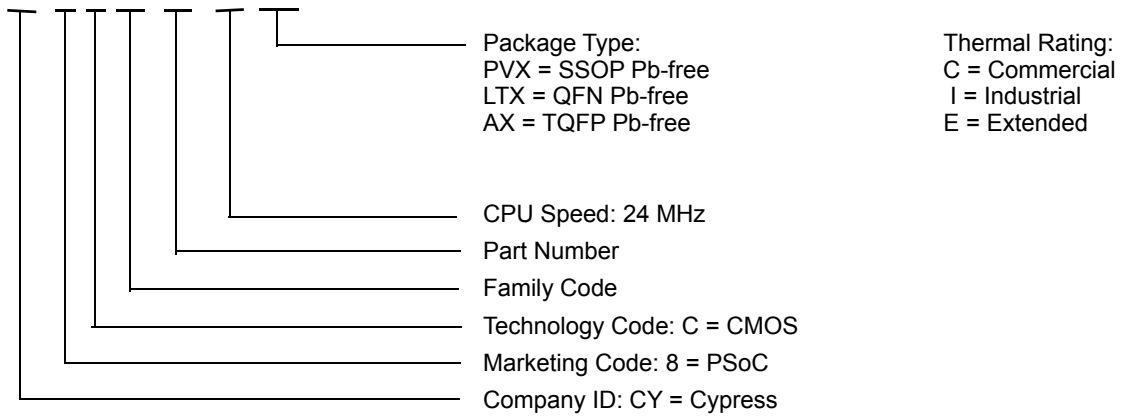 Package Type:
PVX = SSOP Pb-free
LTX = QFN Pb-free
AX = TQFP Pb-free
Thermal Rating:
C = Commercial
I = Industrial
E = Extended
CPU Speed: 24 MHz
Part Number
Family Code
Technology Code: C = CMOS
Marketing Code: 8 = PSoC
Company ID: CY = Cypress